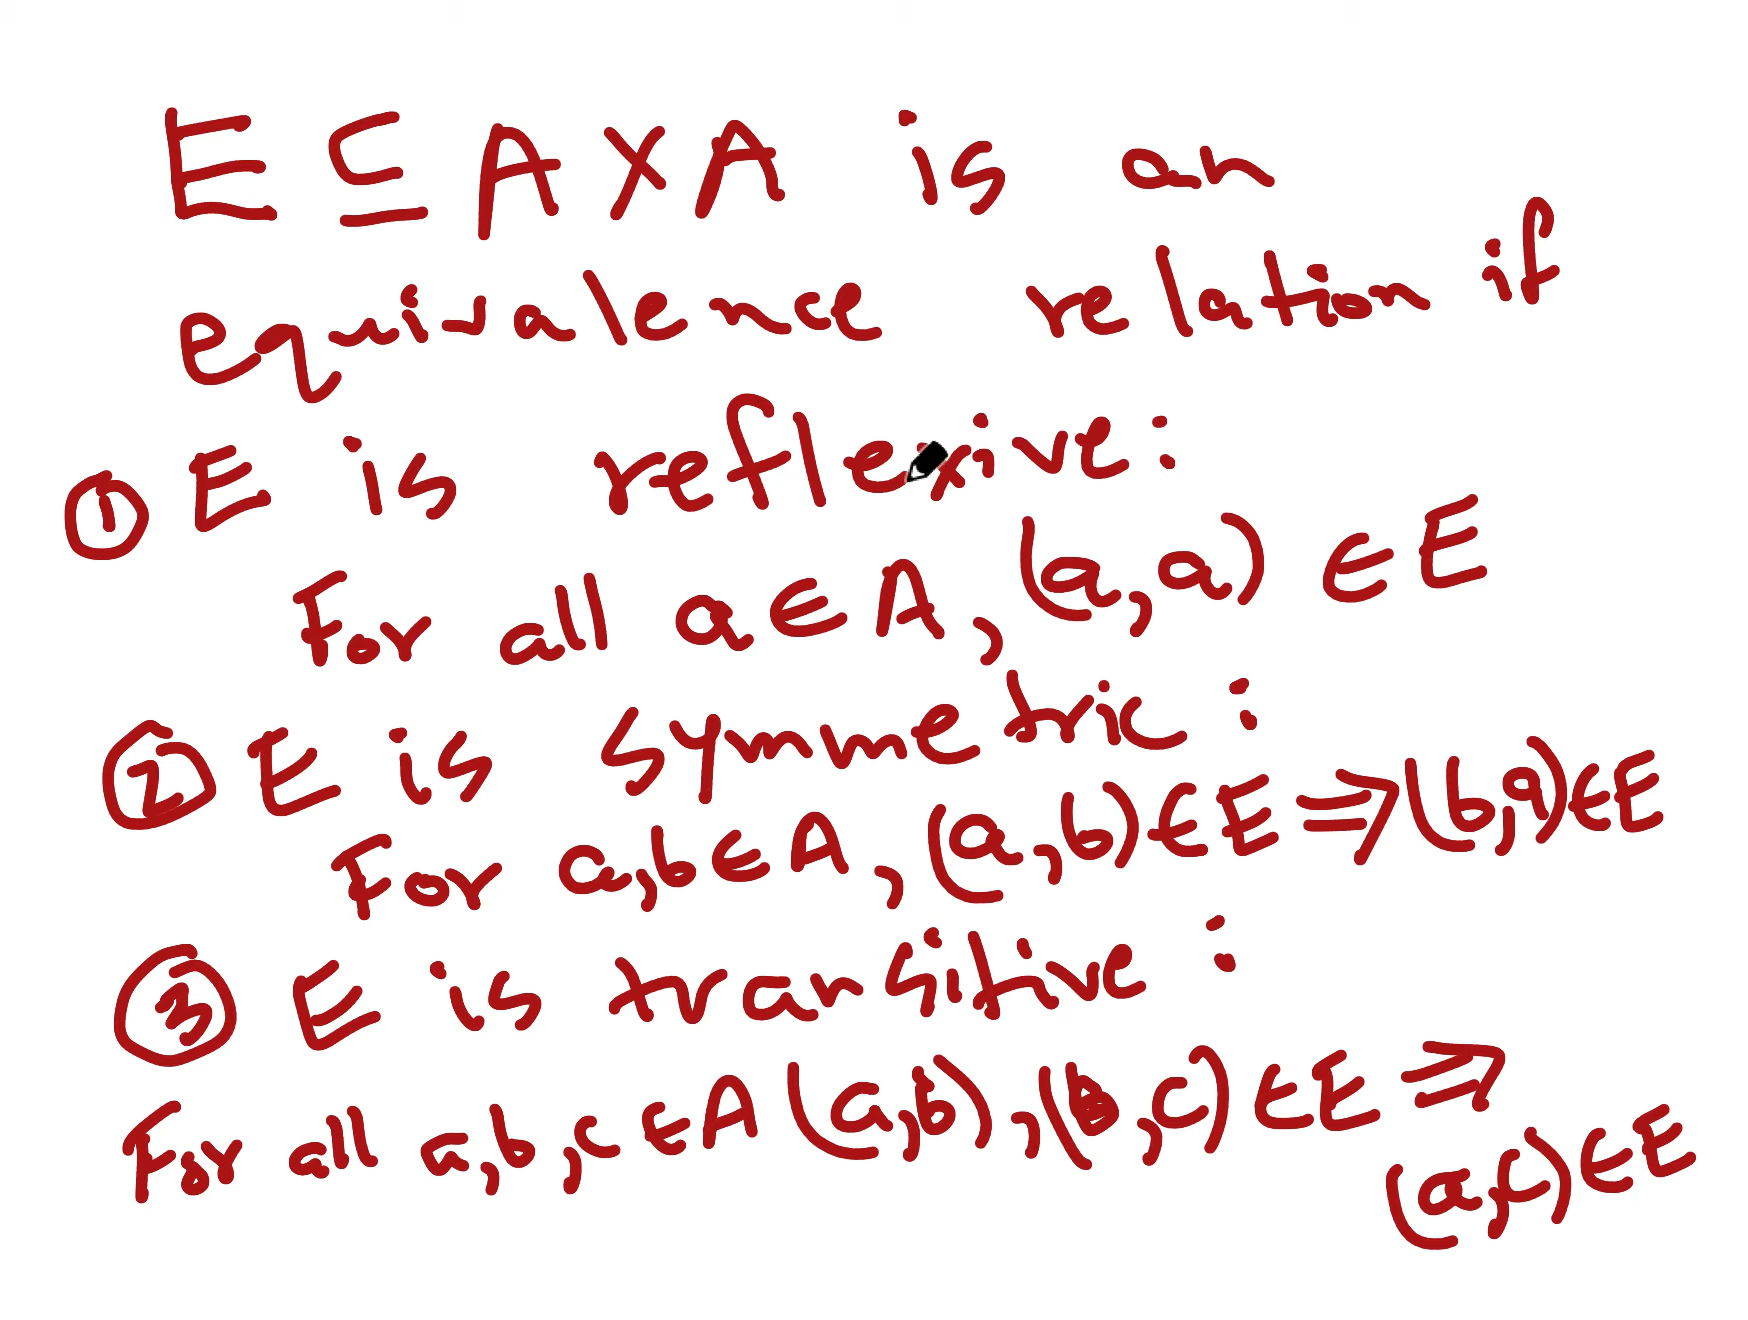 E ⊆ A × A is an
equivalence relation if
① E is reflexive:
For all a ∈ A, (a, a) ∈ E
② E is symmetric:
For a, b ∈ A, (a, b) ∈ E ⇒ (b, a) ∈ E
③ E is transitive:
For all a, b, c ∈ A (a, b), (b, c) ∈ E ⇒
(a, c) ∈ E